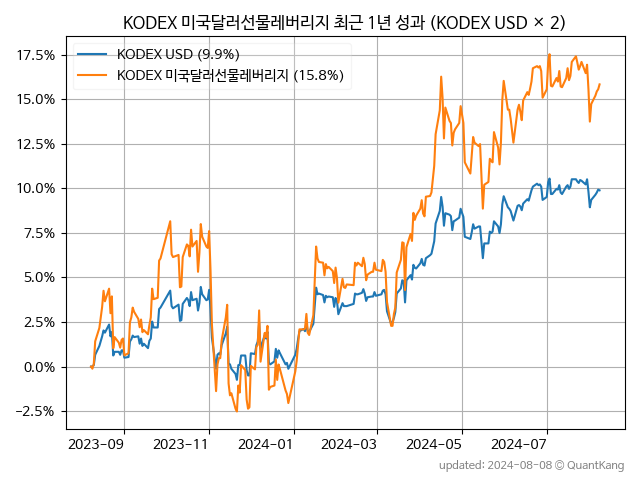 KODEX 미국달러선물레버리지 최근 1년 성과 (KODEX USD × 2)
KODEX USD (9.9%)
KODEX 미국달러선물레버리지 (15.8%)
17.5%
15.0%
12.5%
10.0%
7.5%
5.0%
2.5%
0.0%
−2.5%
2023-09 2023-11 2024-01 2024-03 2024-05 2024-07
updated: 2024-08-08 © QuantKang